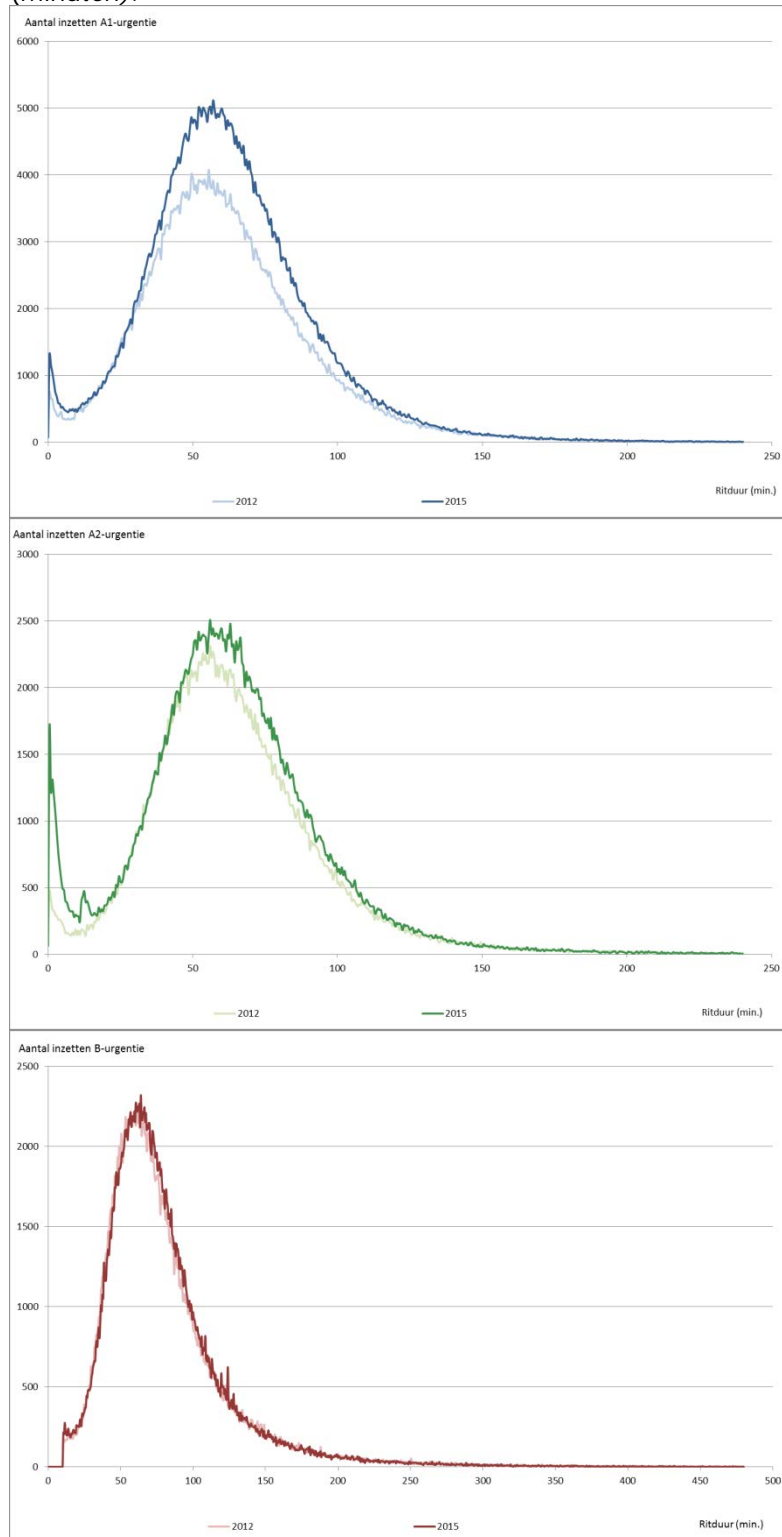 (minuten).
Aantal inzetten A1-urgentie
6000
5000
4000
3000
2000
1000
0
0 50 100 150 200 250
Ritduur (min.)
2012 2015
Aantal inzetten A2-urgentie
3000
2500
2000
1500
1000
500
0
0 50 100 150 200 250
Ritduur (min.)
2012 2015
Aantal inzetten B-urgentie
2500
2000
1500
1000
500
0
0 50 100 150 200 250 300 350 400 450 500
Ritduur (min.)
2012 2015